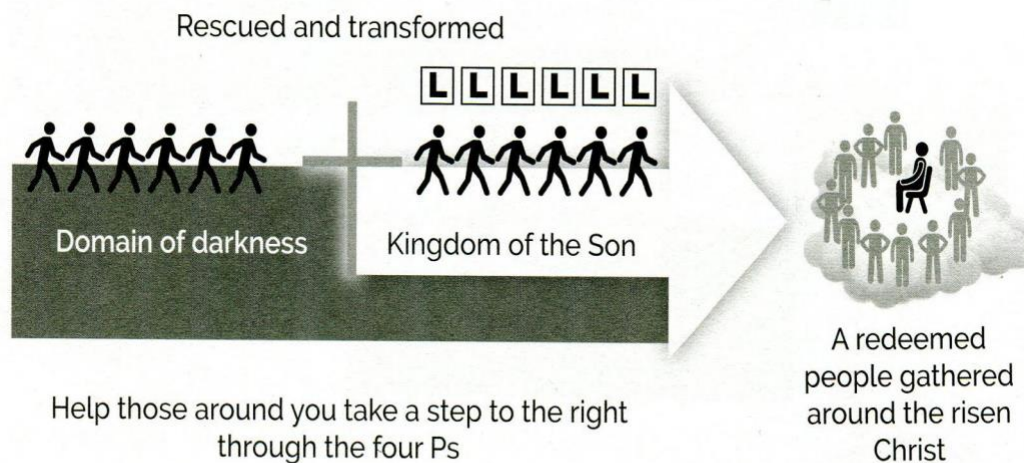 Rescued and transformed
L L L L L L
Domain of darkness
Kingdom of the Son
A redeemed
people gathered
around the risen
Christ
Help those around you take a step to the right
through the four Ps